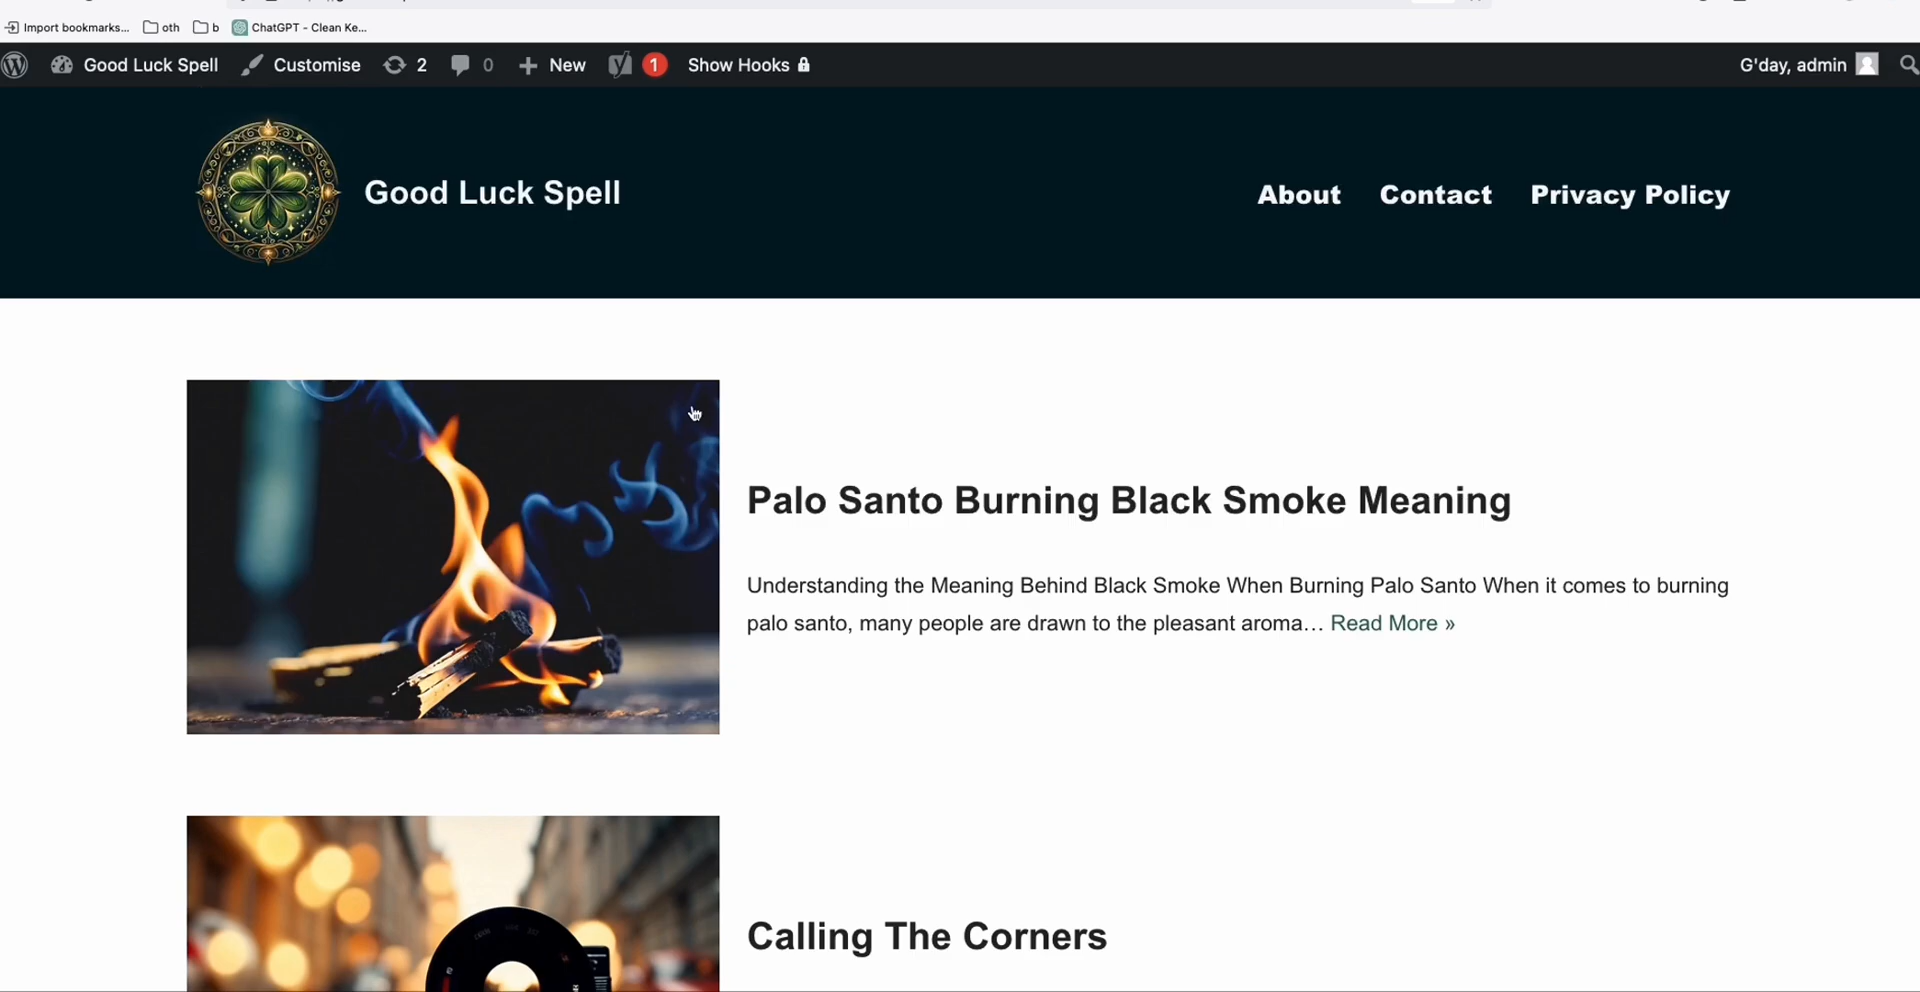 Import bookmarks...
oth
b
ChatGPT - Clean Ke...
Good Luck Spell
Customise
2
0
New
1
Show Hooks
G'day, admin
Good Luck Spell
About
Contact
Privacy Policy
Palo Santo Burning Black Smoke Meaning
Understanding the Meaning Behind Black Smoke When Burning Palo Santo When it comes to burning
palo santo, many people are drawn to the pleasant aroma… Read More »
Calling The Corners